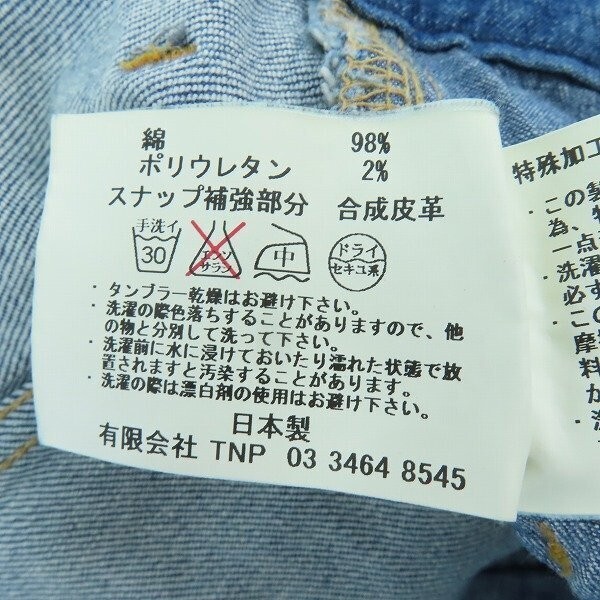 綿 98%
ポリウレタン 2%
スナップ補強部分 合成皮革
手洗イ
30
エンソ
サラシ
中
ドライ
セキユ系
・タンブラー乾燥はお避け下さい。
・洗濯の際色落ちすることがありますので、他
の物と分別して洗って下さい。
・洗濯前に水に浸けておいたり濡れた状態で放
置されますと汚染することがあります。
・洗濯の際は漂白剤の使用はお避け下さい。
日本製
有限会社 TNP 03 3464 8545
特殊加工
・この製
為、特
一点
・洗濯
必ず
・この
摩
料
が